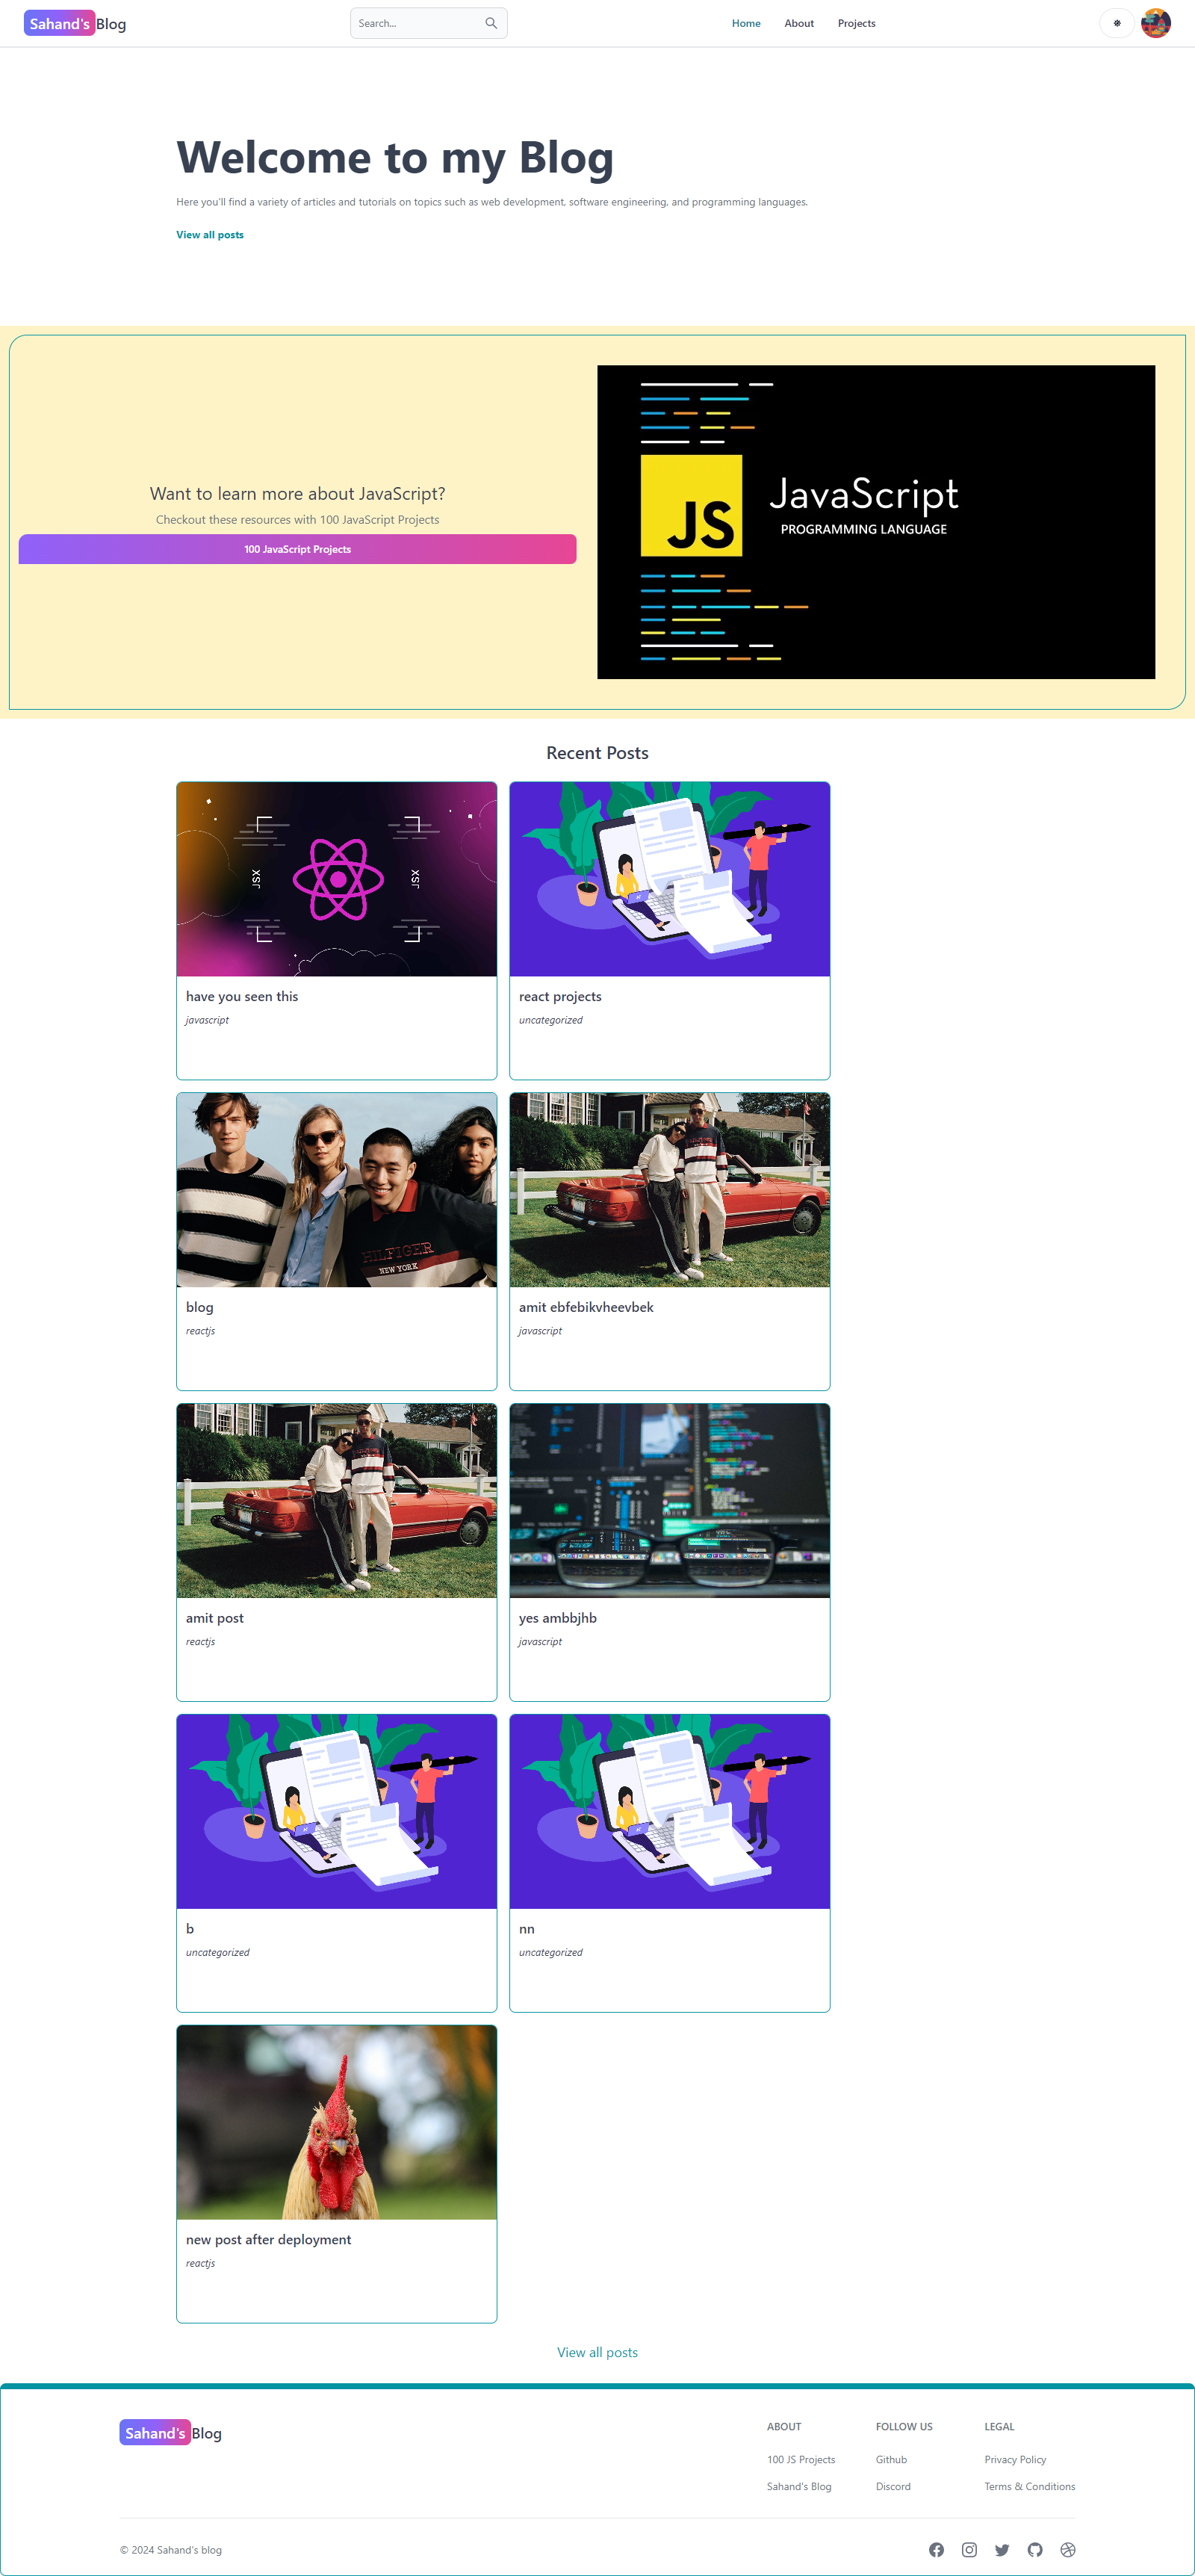 Sahand's Blog
Search...
Home
About
Projects
Welcome to my Blog
Here you'll find a variety of articles and tutorials on topics such as web development, software engineering, and programming languages.
View all posts
Want to learn more about JavaScript?
Checkout these resources with 100 JavaScript Projects
100 JavaScript Projects
JS
JavaScript
PROGRAMMING LANGUAGE
Recent Posts
JSX
JSX
have you seen this
javascript
react projects
uncategorized
HILFIGER
NEW YORK
blog
reactjs
amit ebfebikvheevbek
javascript
amit post
reactjs
yes ambbjhb
javascript
b
uncategorized
nn
uncategorized
new post after deployment
reactjs
View all posts
Sahand's Blog
ABOUT
100 JS Projects
Sahand's Blog
FOLLOW US
Github
Discord
LEGAL
Privacy Policy
Terms & Conditions
© 2024 Sahand's blog